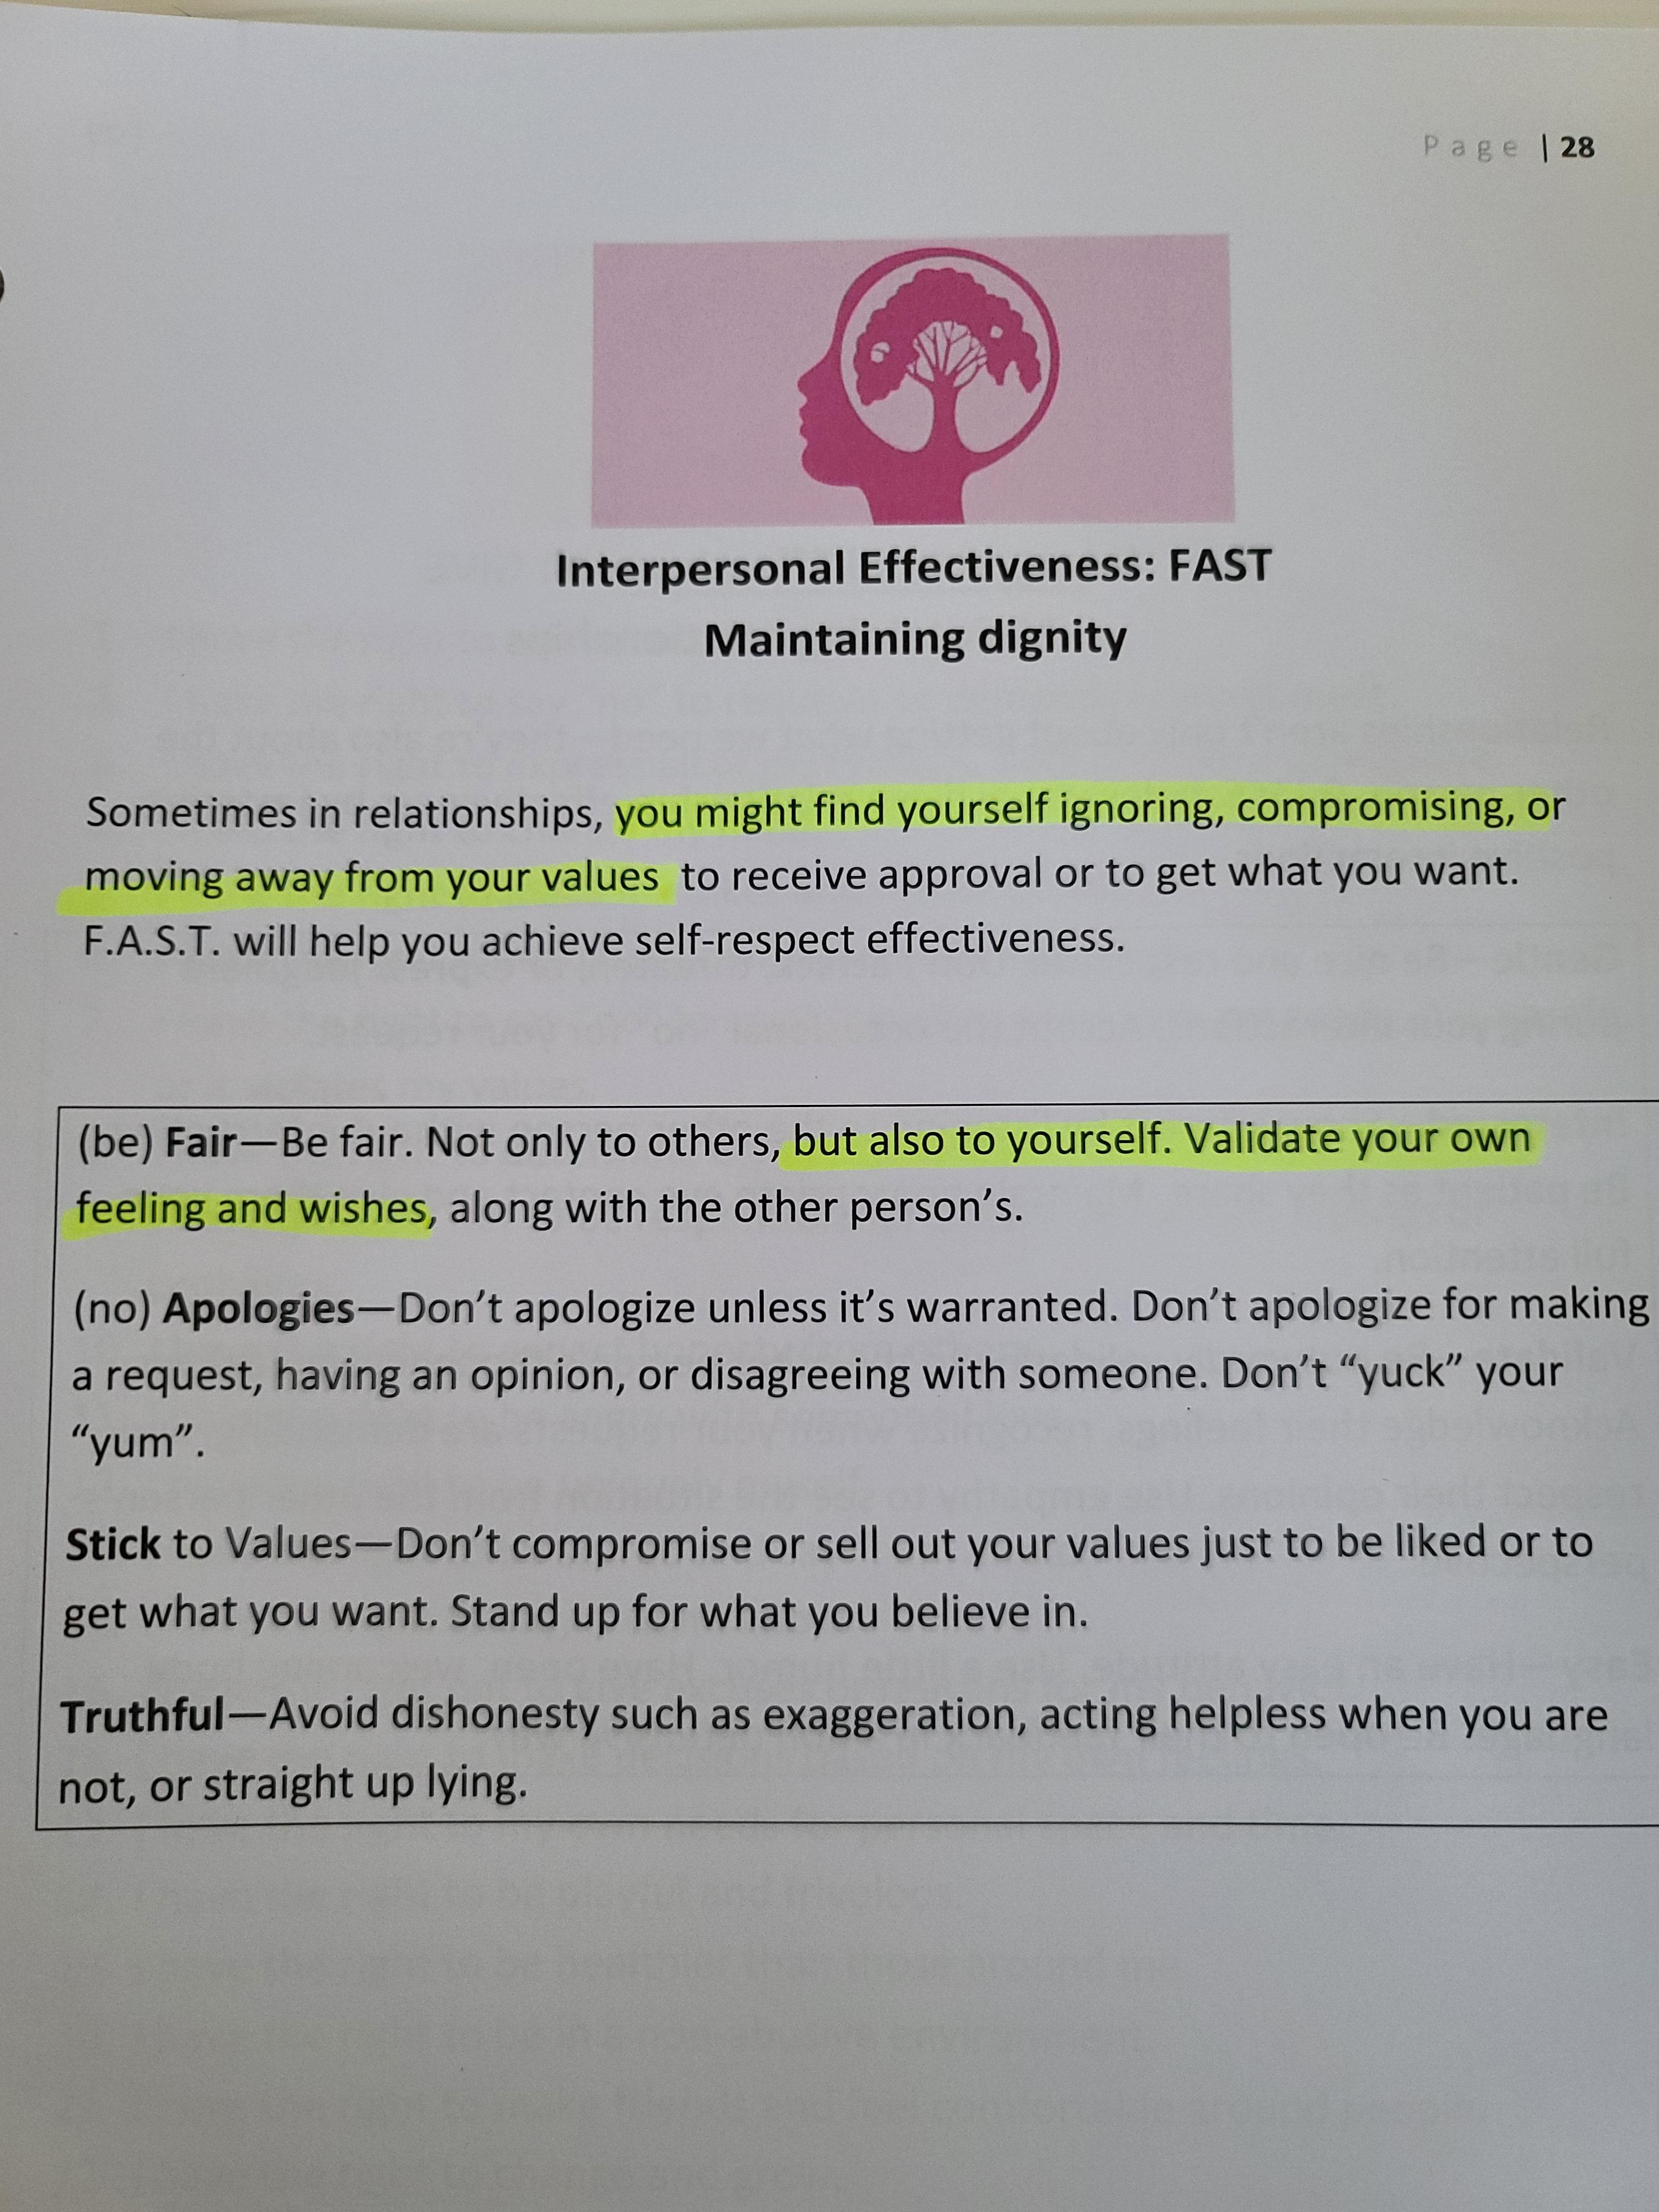 Page | 28
Interpersonal Effectiveness: FAST
Maintaining dignity
Sometimes in relationships, you might find yourself ignoring, compromising, or
moving away from your values to receive approval or to get what you want.
F.A.S.T. will help you achieve self-respect effectiveness.
(be) Fair—Be fair. Not only to others, but also to yourself. Validate your own
feeling and wishes, along with the other person's.
(no) Apologies—Don't apologize unless it's warranted. Don't apologize for making
a request, having an opinion, or disagreeing with someone. Don't “yuck” your
“yum”.
Stick to Values—Don't compromise or sell out your values just to be liked or to
get what you want. Stand up for what you believe in.
Truthful—Avoid dishonesty such as exaggeration, acting helpless when you are
not, or straight up lying.